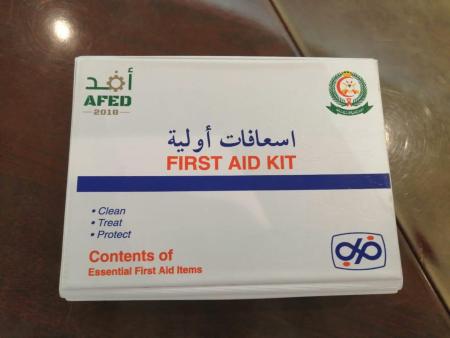 أفد
AFED
2018
اسعافات أولية
FIRST AID KIT
• Clean
• Treat
• Protect
Contents of
Essential First Aid Items